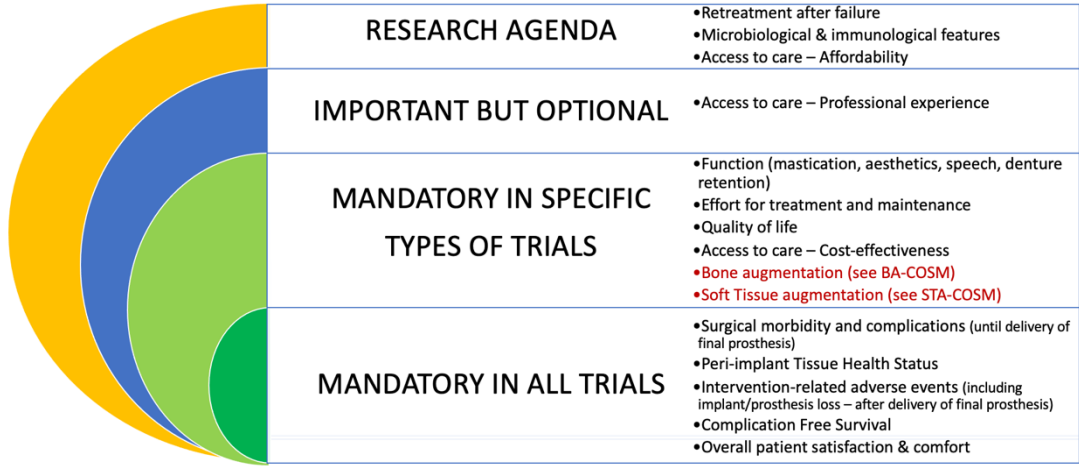 RESEARCH AGENDA
•Retreatment after failure
•Microbiological & immunological features
•Access to care – Affordability
IMPORTANT BUT OPTIONAL
•Access to care – Professional experience
MANDATORY IN SPECIFIC
TYPES OF TRIALS
•Function (mastication, aesthetics, speech, denture
retention)
•Effort for treatment and maintenance
•Quality of life
•Access to care – Cost-effectiveness
•Bone augmentation (see BA-COSM)
•Soft Tissue augmentation (see STA-COSM)
MANDATORY IN ALL TRIALS
•Surgical morbidity and complications (until delivery of
final prosthesis)
•Peri-implant Tissue Health Status
•Intervention-related adverse events (including
implant/prosthesis loss – after delivery of final prosthesis)
•Complication Free Survival
•Overall patient satisfaction & comfort